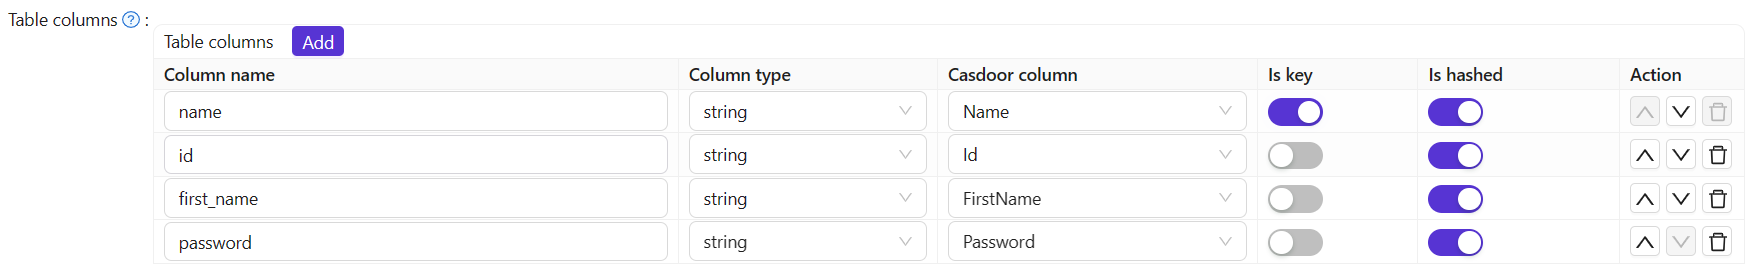 Table columns ? :
Table columns Add
Column name Column type Casdoor column Is key Is hashed Action
name string Name
id string Id
first_name string FirstName
password string Password